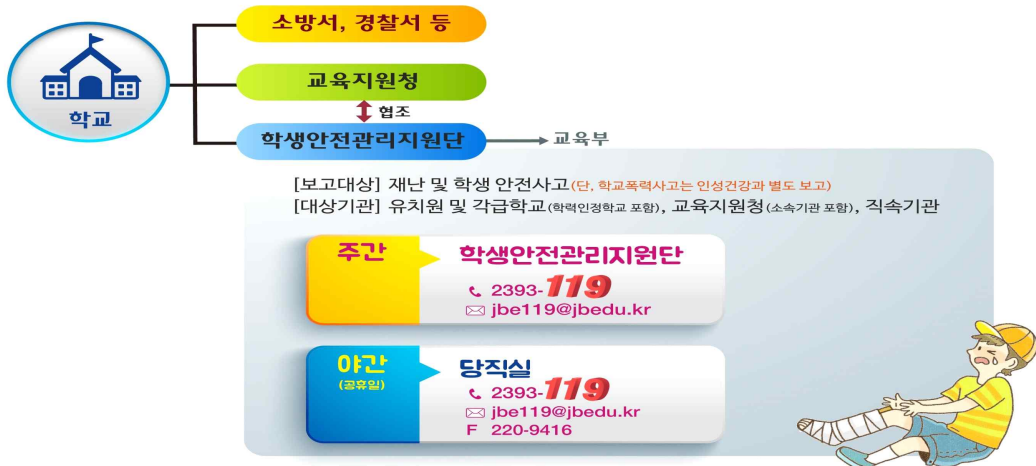 소방서, 경찰서 등
교육지원청
협조
학교
학생안전관리지원단
교육부
[보고대상] 재난 및 학생 안전사고(단, 학교폭력사고는 인성건강과 별도 보고)
[대상기관] 유치원 및 각급학교(학력인정학교 포함), 교육지원청(소속기관 포함), 직속기관
주간
학생안전관리지원단
2393-119
jbe119@jbedu.kr
야간
(공휴일)
당직실
2393-119
jbe119@jbedu.kr
F 220-9416